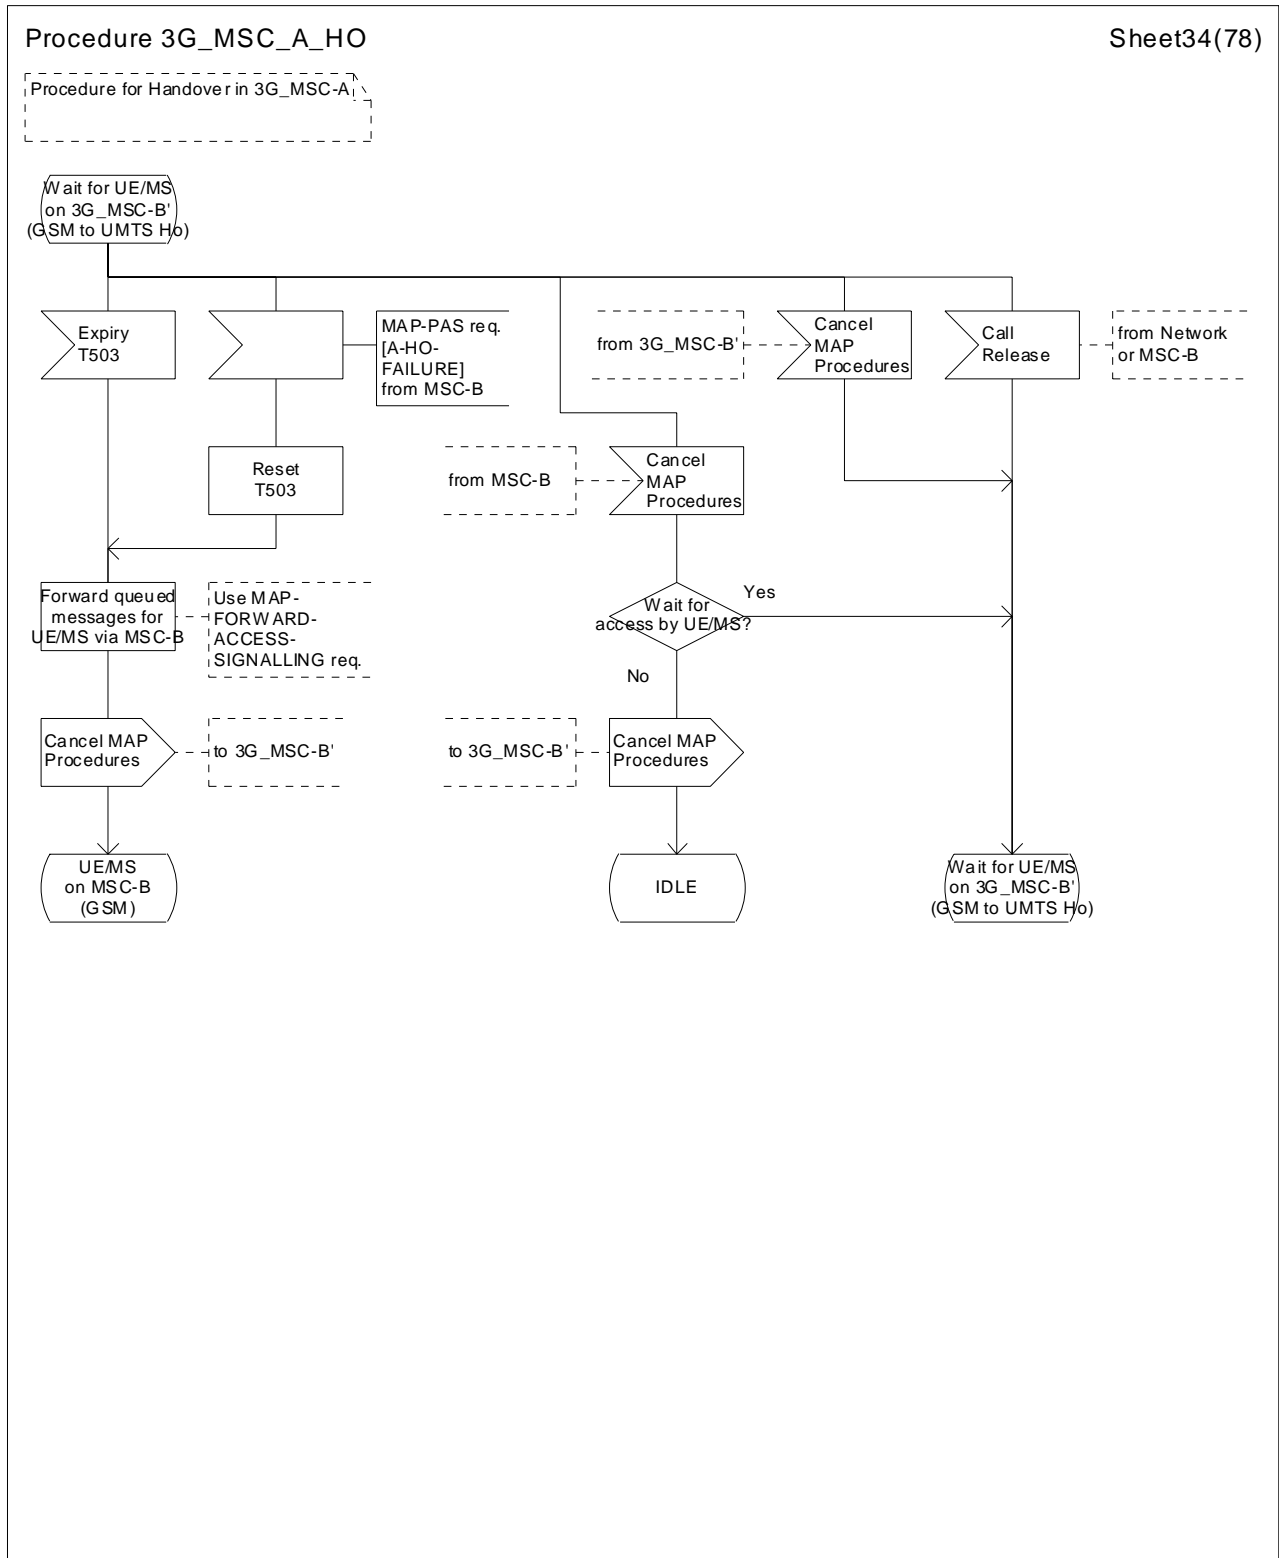 Procedure 3G_MSC_A_HO
Sheet34(78)
Procedure for Handover in 3G_MSC-A
Wait for UE/MS
on 3G_MSC-B'
(GSM to UMTS Ho)
Expiry
T503
MAP-PAS req.
[A-HO-
FAILURE]
from MSC-B
from 3G_MSC-B'
Cancel
MAP
Procedures
Call
Release
from Network
or MSC-B
Reset
T503
from MSC-B
Cancel
MAP
Procedures
Forward queued
messages for
UE/MS via MSC-B
Use MAP-
FORWARD-
ACCESS-
SIGNALLING req.
Wait for
access by UE/MS?
Yes
No
Cancel MAP
Procedures
to 3G_MSC-B'
to 3G_MSC-B'
Cancel MAP
Procedures
UE/MS
on MSC-B
(GSM)
IDLE
Wait for UE/MS
on 3G_MSC-B'
(GSM to UMTS Ho)